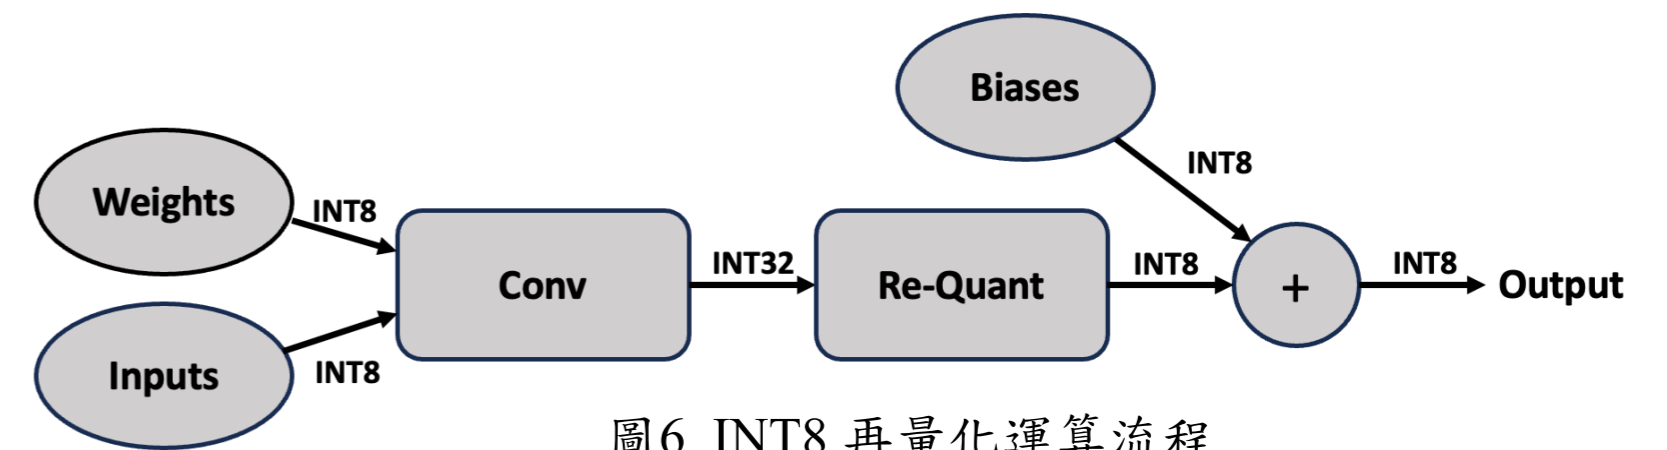 Biases
INT8
Weights
INT8
Conv
INT32
Re-Quant
INT8
+
INT8
Output
Inputs
INT8
圖6 INT8 再量化運算流程